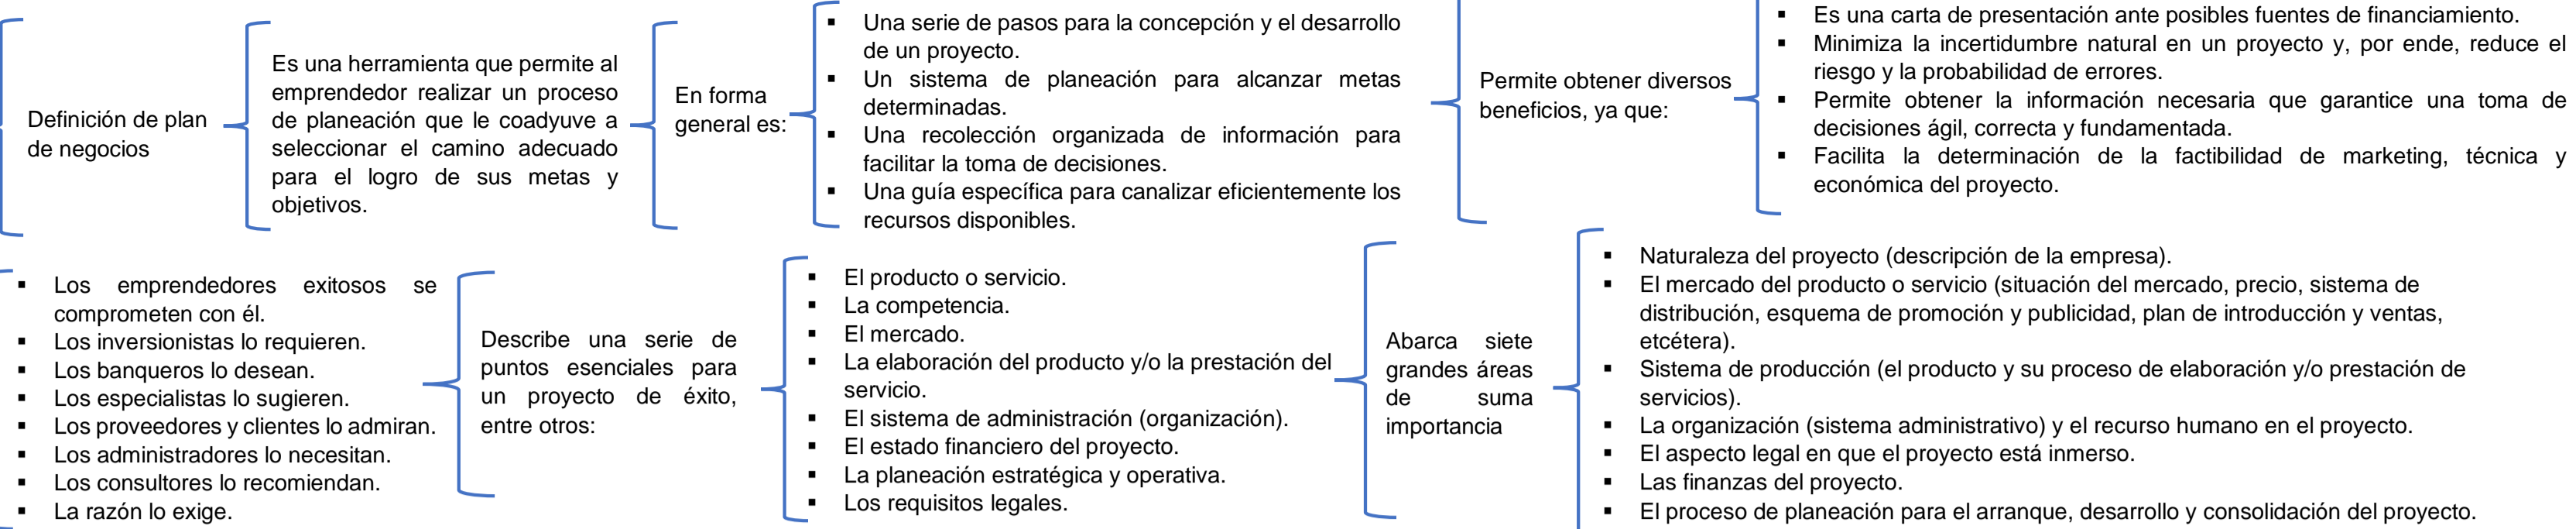 Definición de plan
de negocios
Es una herramienta que permite al
emprendedor realizar un proceso
de planeación que le coadyuve a
seleccionar el camino adecuado
para el logro de sus metas y
objetivos.
En forma
general es:
▪ Una serie de pasos para la concepción y el desarrollo
de un proyecto.
▪ Un sistema de planeación para alcanzar metas
determinadas.
▪ Una recolección organizada de información para
facilitar la toma de decisiones.
▪ Una guía específica para canalizar eficientemente los
recursos disponibles.
Permite obtener diversos
beneficios, ya que:
▪ Es una carta de presentación ante posibles fuentes de financiamiento.
▪ Minimiza la incertidumbre natural en un proyecto y, por ende, reduce el
riesgo y la probabilidad de errores.
▪ Permite obtener la información necesaria que garantice una toma de
decisiones ágil, correcta y fundamentada.
▪ Facilita la determinación de la factibilidad de marketing, técnica y
económica del proyecto.
▪ Los emprendedores exitosos se
comprometen con él.
▪ Los inversionistas lo requieren.
▪ Los banqueros lo desean.
▪ Los especialistas lo sugieren.
▪ Los proveedores y clientes lo admiran.
▪ Los administradores lo necesitan.
▪ Los consultores lo recomiendan.
▪ La razón lo exige.
Describe una serie de
puntos esenciales para
un proyecto de éxito,
entre otros:
▪ El producto o servicio.
▪ La competencia.
▪ El mercado.
▪ La elaboración del producto y/o la prestación del
servicio.
▪ El sistema de administración (organización).
▪ El estado financiero del proyecto.
▪ La planeación estratégica y operativa.
▪ Los requisitos legales.
Abarca siete
grandes áreas
de suma
importancia
▪ Naturaleza del proyecto (descripción de la empresa).
▪ El mercado del producto o servicio (situación del mercado, precio, sistema de
distribución, esquema de promoción y publicidad, plan de introducción y ventas,
etcétera).
▪ Sistema de producción (el producto y su proceso de elaboración y/o prestación de
servicios).
▪ La organización (sistema administrativo) y el recurso humano en el proyecto.
▪ El aspecto legal en que el proyecto está inmerso.
▪ Las finanzas del proyecto.
▪ El proceso de planeación para el arranque, desarrollo y consolidación del proyecto.